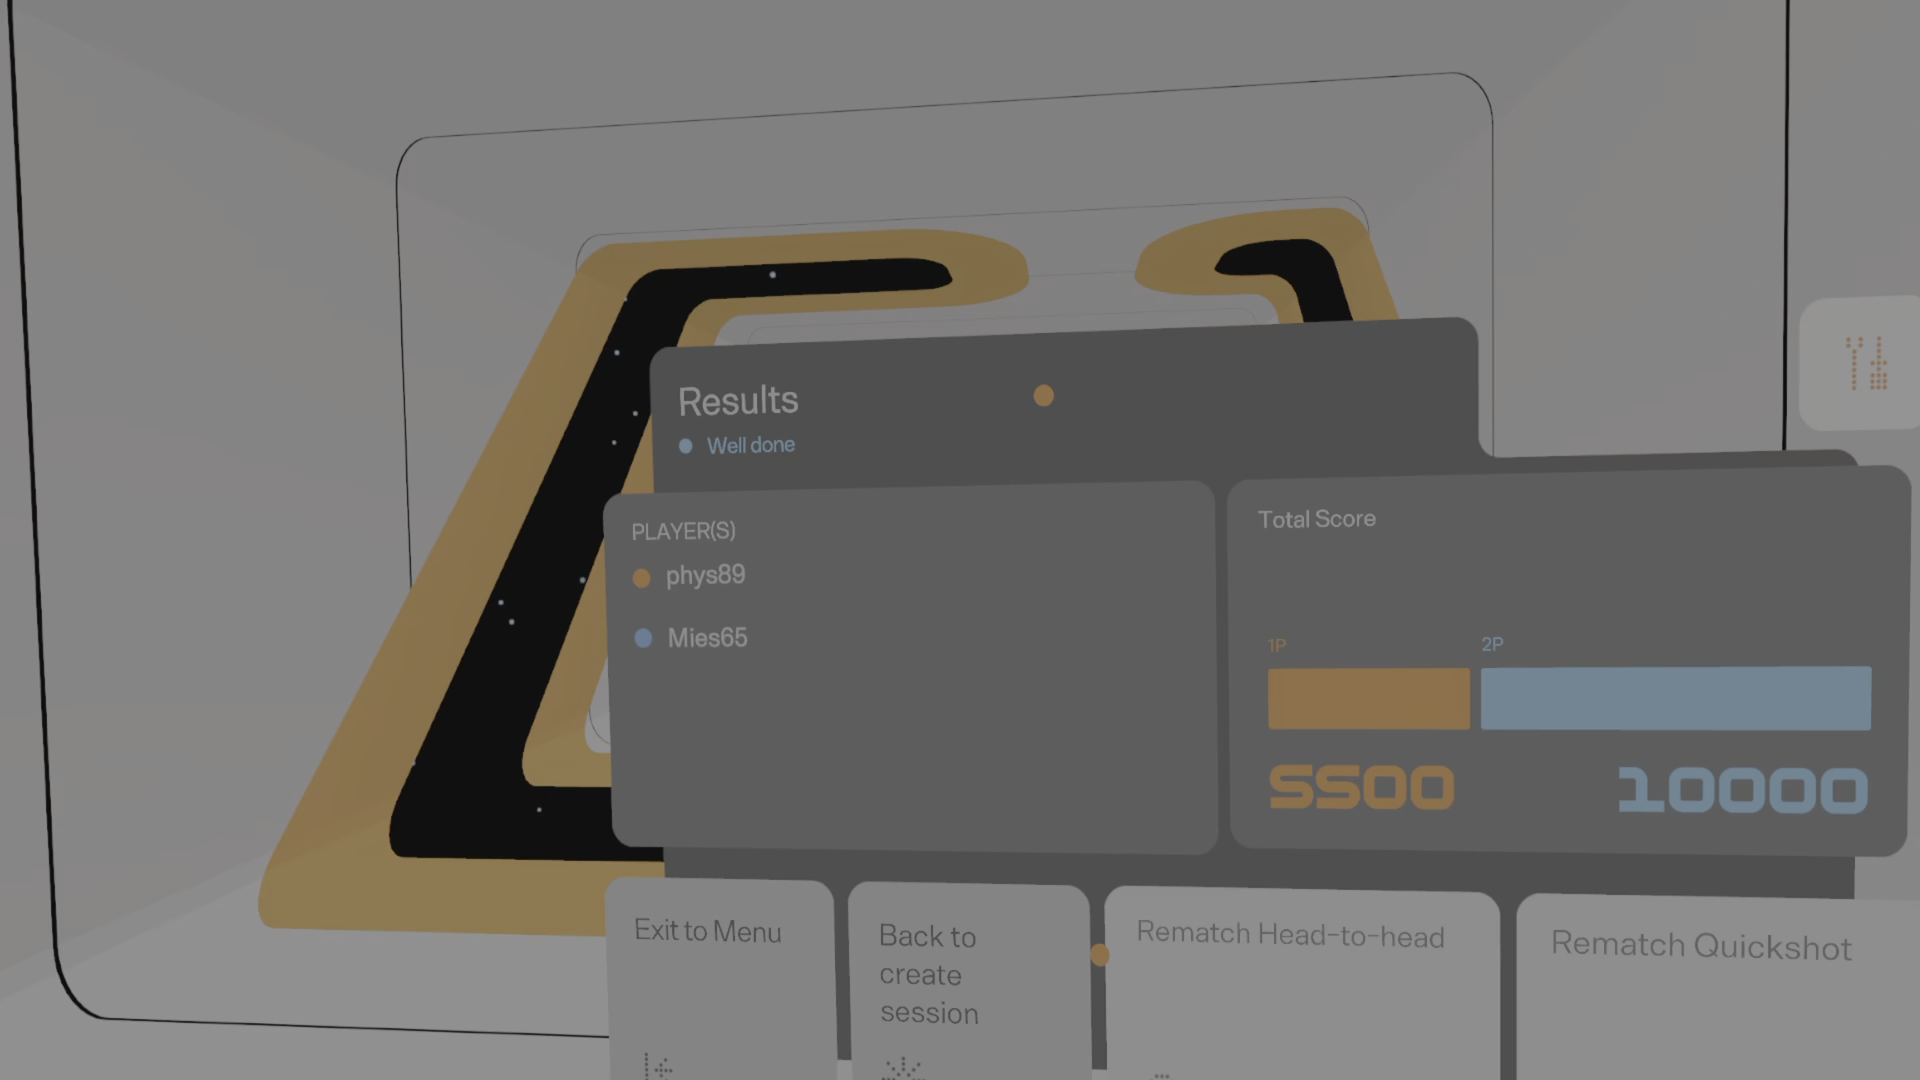 Results
Well done
PLAYER(S)
phys89
Mies65
Total Score
1P
2P
5500
10000
Exit to Menu
Back to
create
session
Rematch Head-to-head
Rematch Quickshot